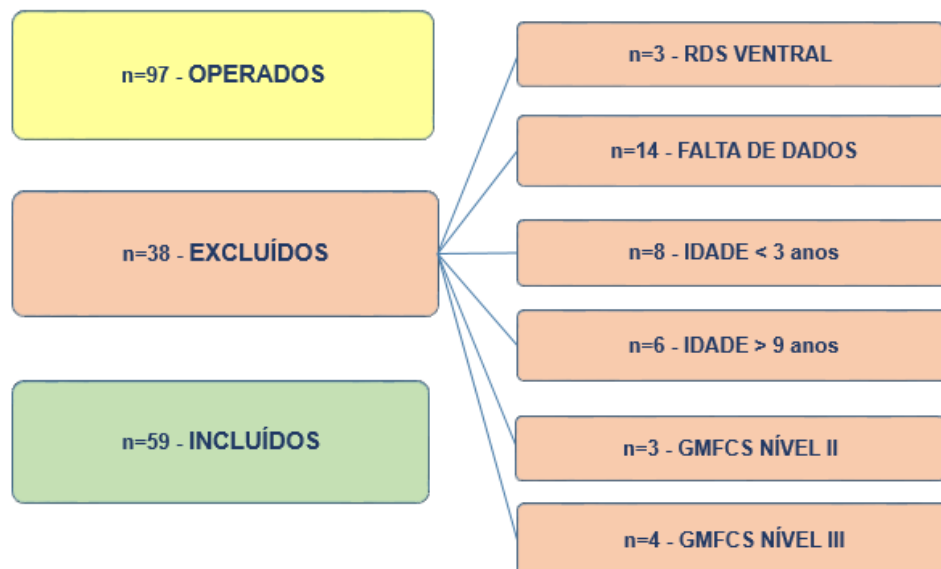 n=97 - OPERADOS
n=38 - EXCLUÍDOS
n=59 - INCLUÍDOS
n=3 - RDS VENTRAL
n=14 - FALTA DE DADOS
n=8 - IDADE < 3 anos
n=6 - IDADE > 9 anos
n=3 - GMFCS NÍVEL II
n=4 - GMFCS NÍVEL III